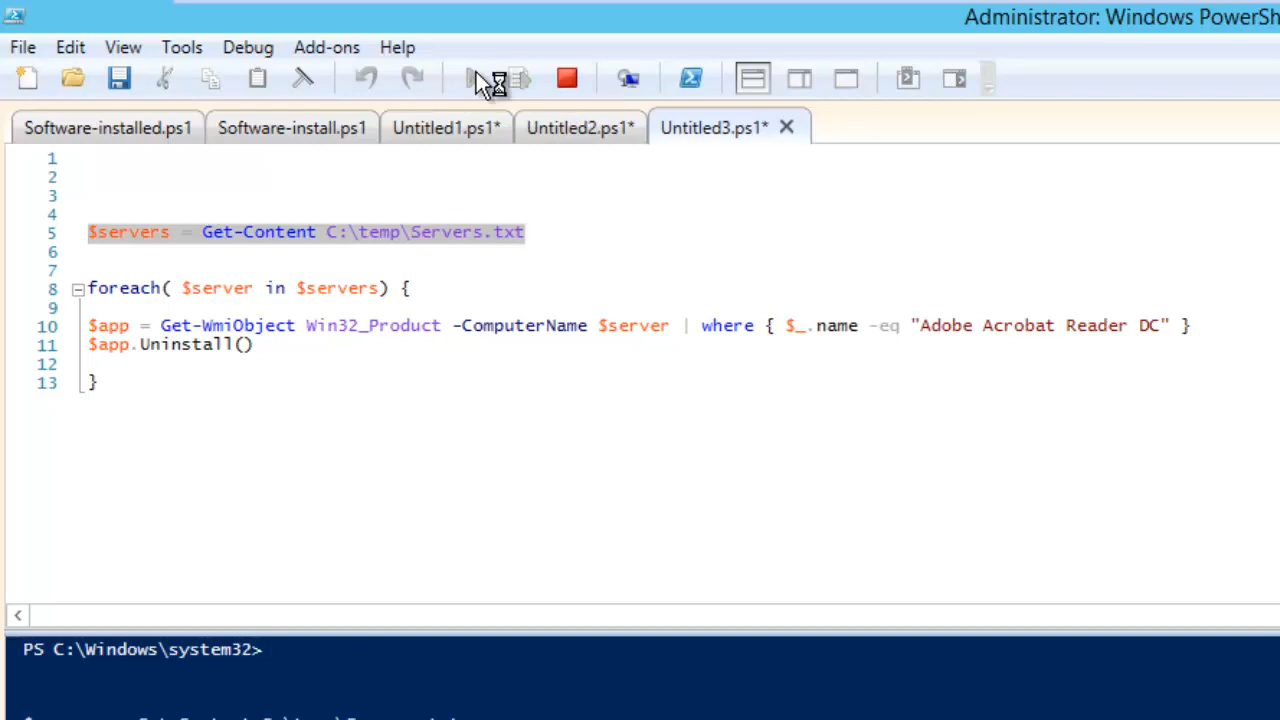 Administrator: Windows PowerSh
File Edit View Tools Debug Add-ons Help
Software-installed.ps1 Software-install.ps1 Untitled1.ps1* Untitled2.ps1* Untitled3.ps1*
1
2
3
4
5 $servers = Get-Content C:\temp\Servers.txt
6
7
8 foreach( $server in $servers) {
9
10 $app = Get-WmiObject Win32_Product -ComputerName $server | where { $_.name -eq "Adobe Acrobat Reader DC" }
11 $app.Uninstall()
12
13 }
PS C:\Windows\system32>